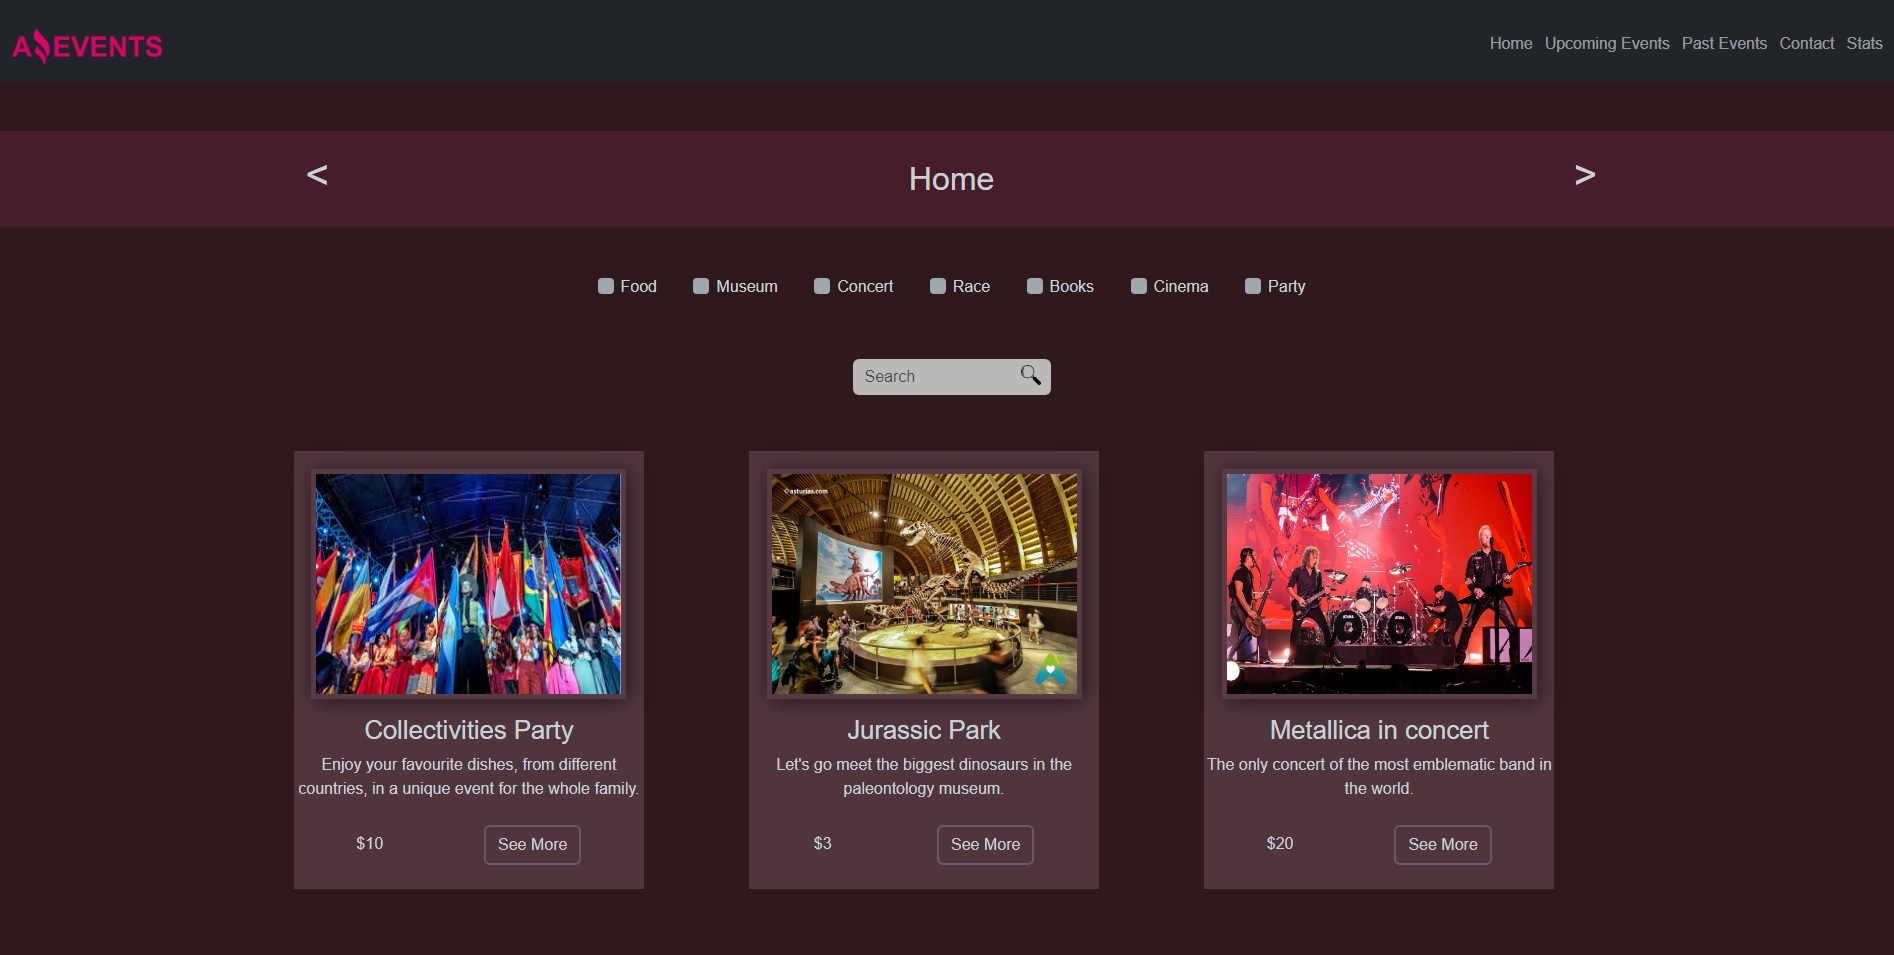 A EVENTS
Home Upcoming Events Past Events Contact Stats
< Home >
Food Museum Concert Race Books Cinema Party
Search
© asturias.com
Collectivities Party
Enjoy your favourite dishes, from different
countries, in a unique event for the whole family.
$10 See More
Jurassic Park
Let's go meet the biggest dinosaurs in the
paleontology museum.
$3 See More
Metallica in concert
The only concert of the most emblematic band in
the world.
$20 See More